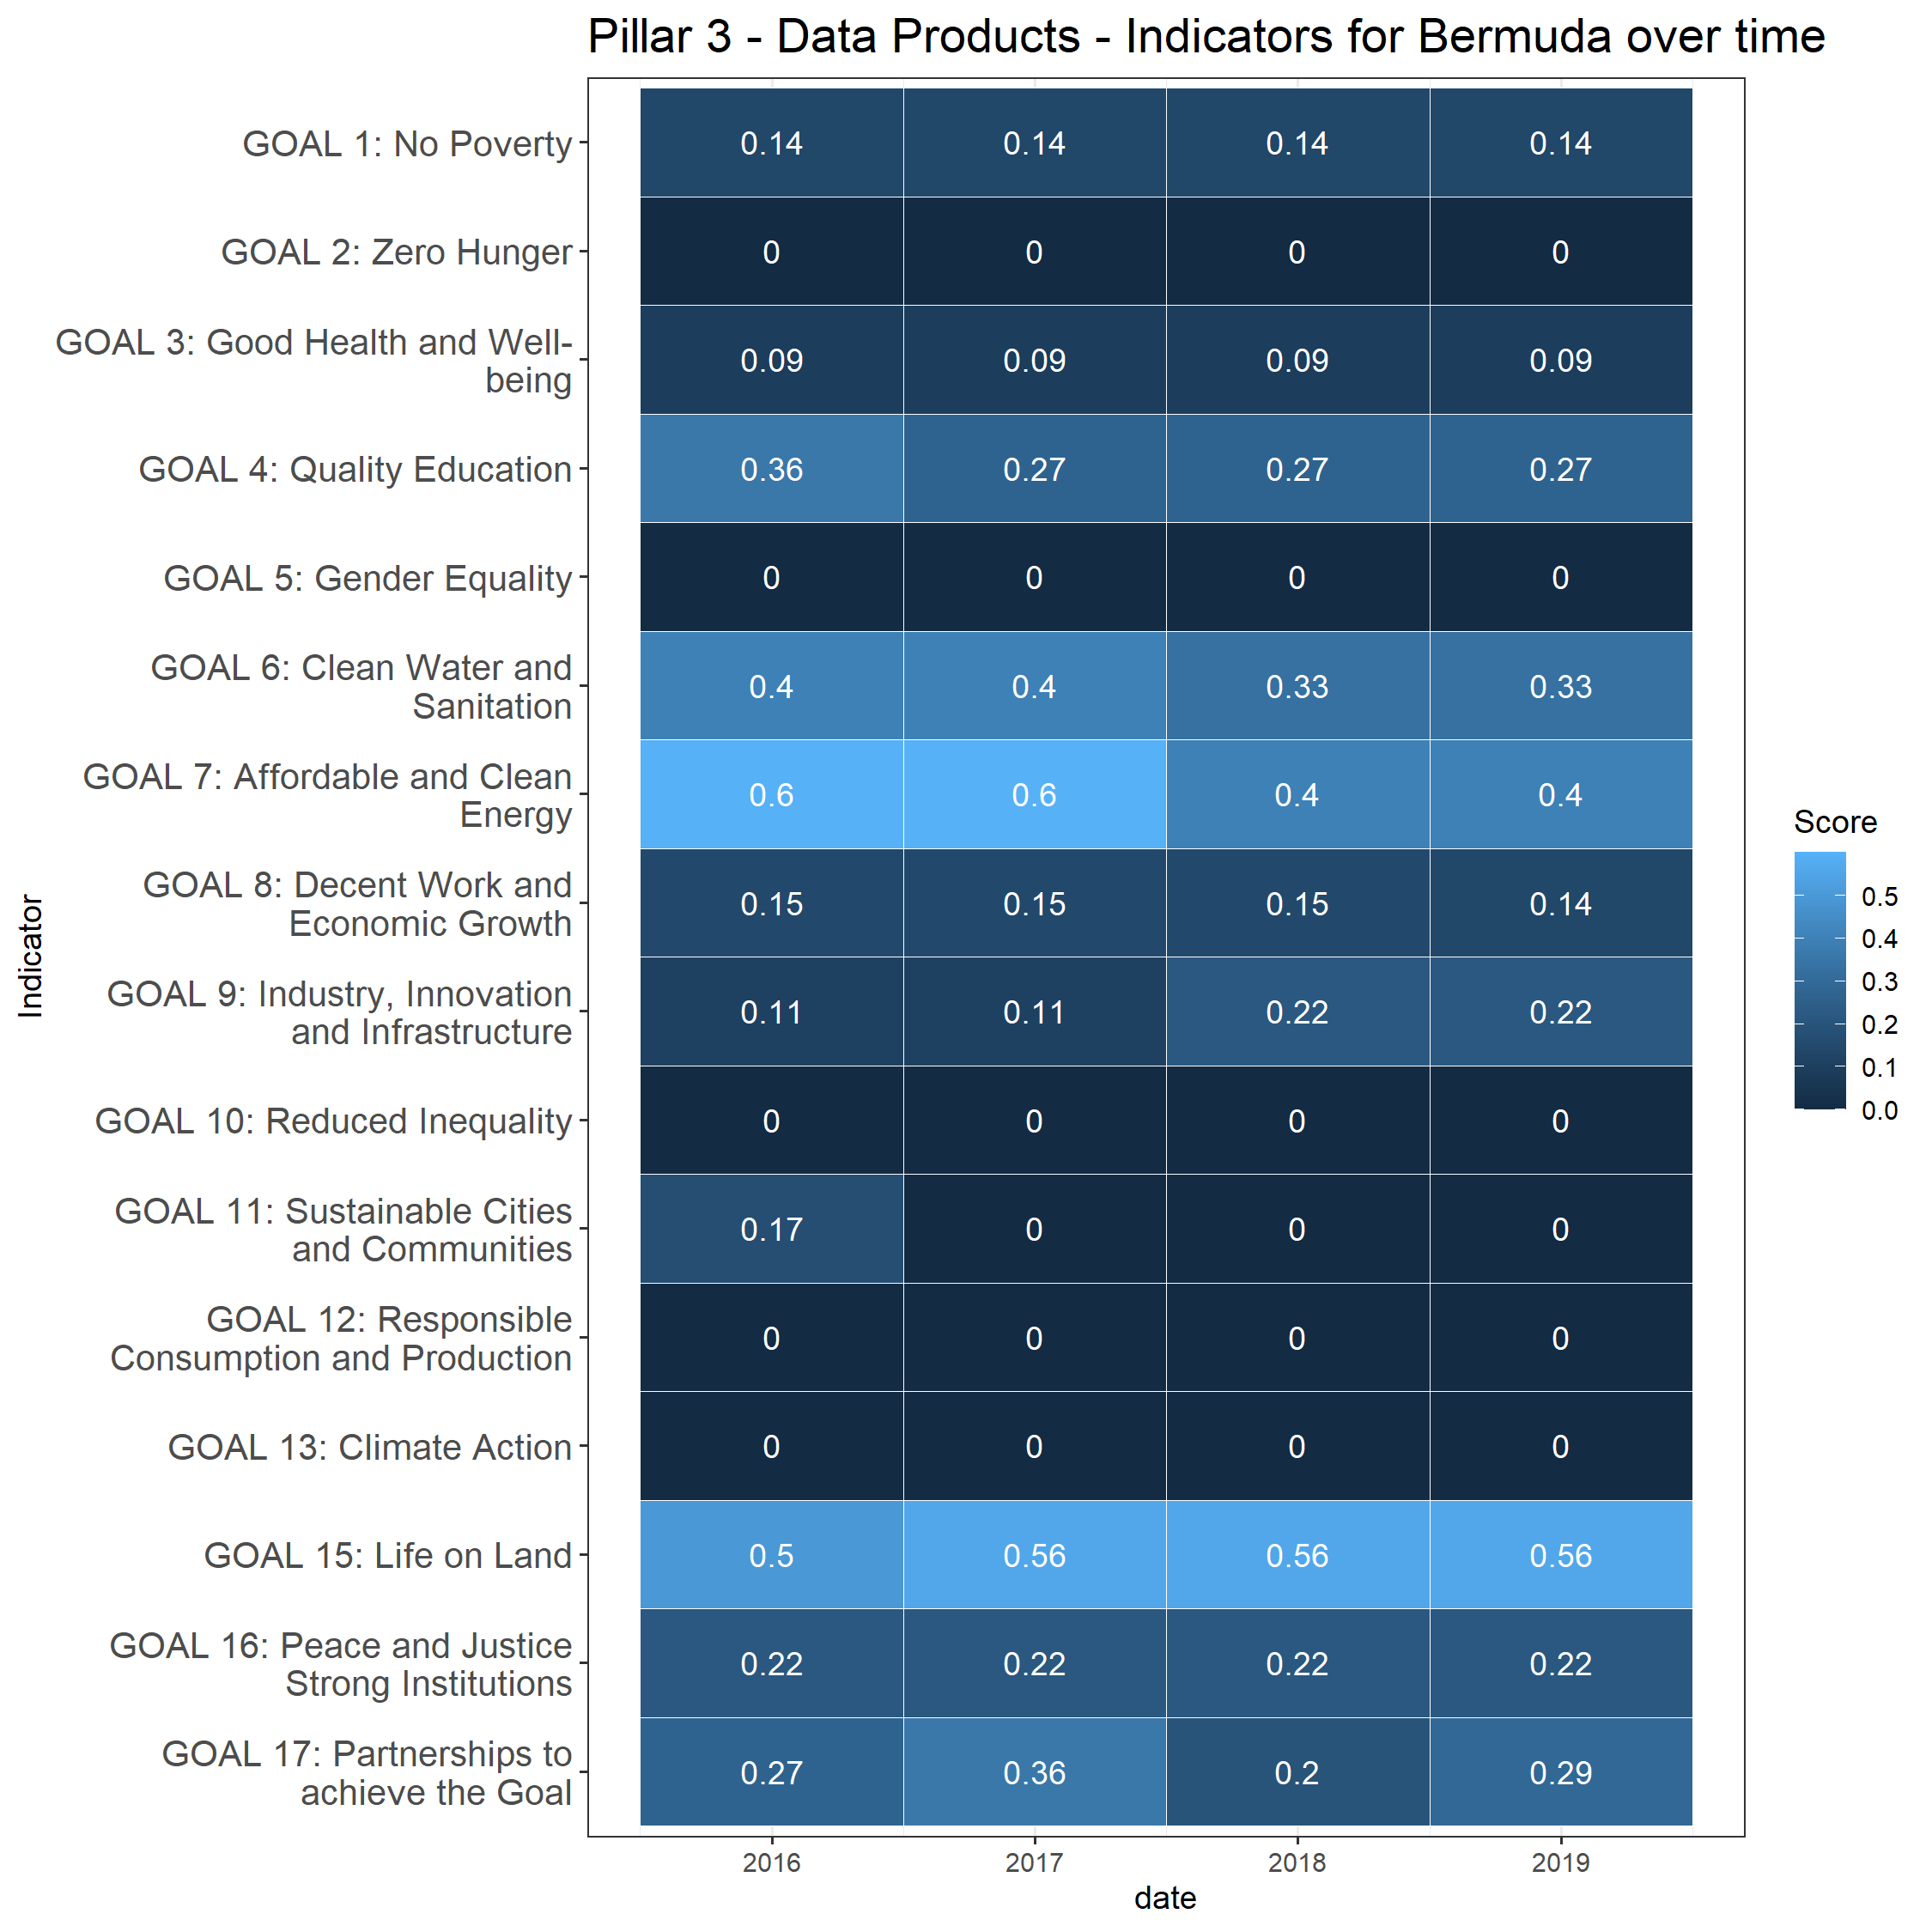 Pillar 3 - Data Products - Indicators for Bermuda over time
GOAL 1: No Poverty
0.14 0.14 0.14 0.14
GOAL 2: Zero Hunger
0 0 0 0
GOAL 3: Good Health and Well-
being
0.09 0.09 0.09 0.09
GOAL 4: Quality Education
0.36 0.27 0.27 0.27
GOAL 5: Gender Equality
0 0 0 0
GOAL 6: Clean Water and
Sanitation
0.4 0.4 0.33 0.33
GOAL 7: Affordable and Clean
Energy
0.6 0.6 0.4 0.4
GOAL 8: Decent Work and
Economic Growth
0.15 0.15 0.15 0.14
GOAL 9: Industry, Innovation
and Infrastructure
0.11 0.11 0.22 0.22
GOAL 10: Reduced Inequality
0 0 0 0
GOAL 11: Sustainable Cities
and Communities
0.17 0 0 0
GOAL 12: Responsible
Consumption and Production
0 0 0 0
GOAL 13: Climate Action
0 0 0 0
GOAL 15: Life on Land
0.5 0.56 0.56 0.56
GOAL 16: Peace and Justice
Strong Institutions
0.22 0.22 0.22 0.22
GOAL 17: Partnerships to
achieve the Goal
0.27 0.36 0.2 0.29
2016 2017 2018 2019
date
Indicator
Score
0.5
0.4
0.3
0.2
0.1
0.0